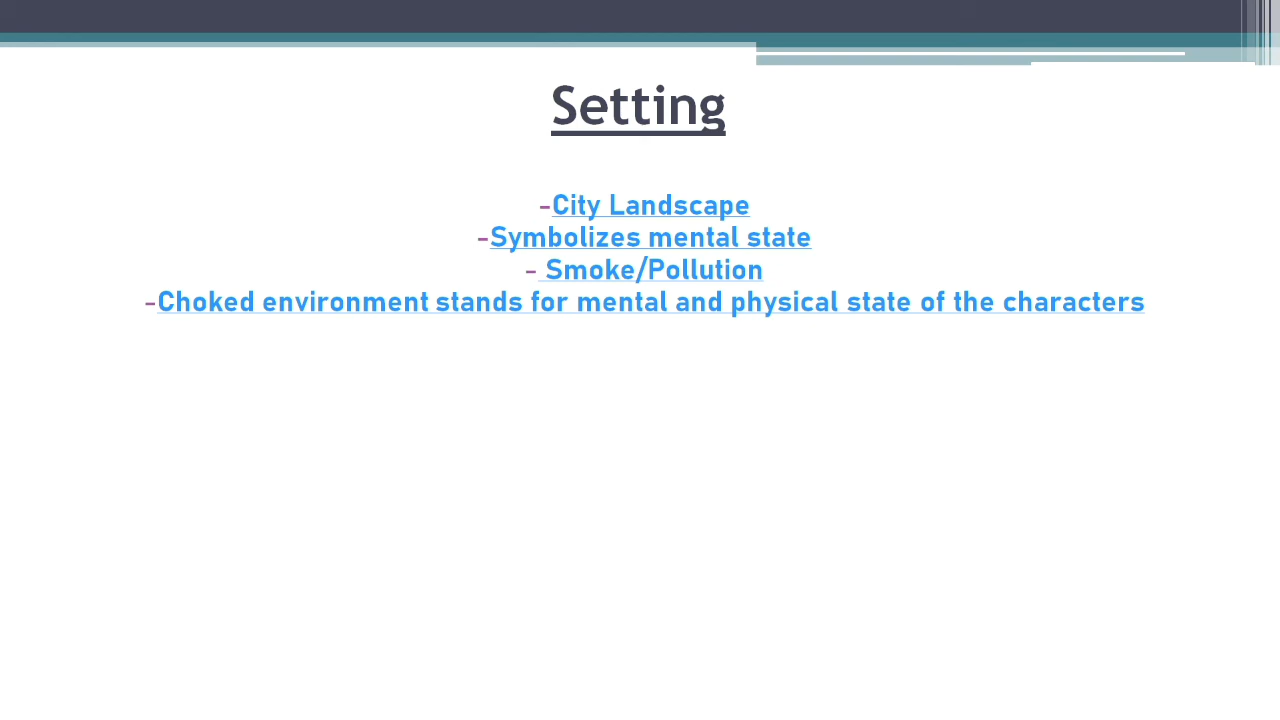 Setting
-City Landscape
-Symbolizes mental state
- Smoke/Pollution
-Choked environment stands for mental and physical state of the characters